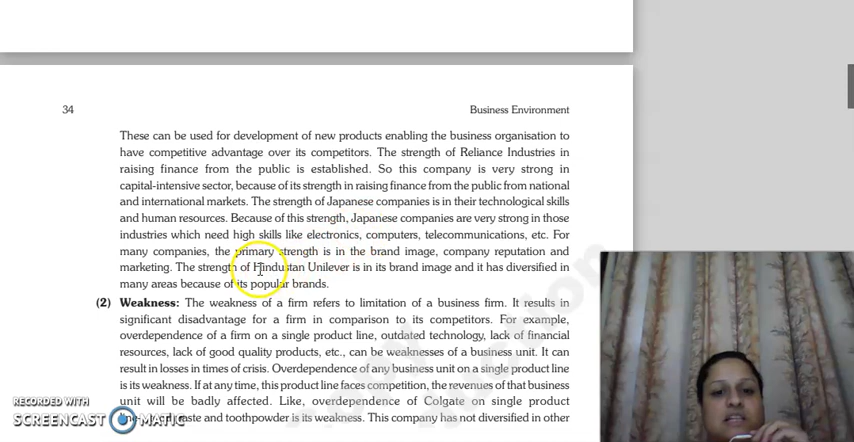 34
Business Environment
These can be used for development of new products enabling the business organisation to
have competitive advantage over its competitors. The strength of Reliance Industries in
raising finance from the public is established. So this company is very strong in
capital-intensive sector, because of its strength in raising finance from the public from national
and international markets. The strength of Japanese companies is in their technological skills
and human resources. Because of this strength, Japanese companies are very strong in those
industries which need high skills like electronics, computers, telecommunications, etc. For
many companies, the primary strength is in the brand image, company reputation and
marketing. The strength of Hindustan Unilever is in its brand image and it has diversified in
many areas because of its popular brands.
(2) Weakness: The weakness of a firm refers to limitation of a business firm. It results in
significant disadvantage for a firm in comparison to its competitors. For example,
overdependence of a firm on a single product line, outdated technology, lack of financial
resources, lack of good quality products, etc., can be weaknesses of a business unit. It can
result in losses in times of crisis. Overdependence of any business unit on a single product line
is its weakness. If at any time, this product line faces competition, the revenues of that business
unit will be badly affected. Like, overdependence of Colgate on single product
and toothpowder is its weakness. This company has not diversified in other
RECORDED WITH
SCREENCAST MATIC